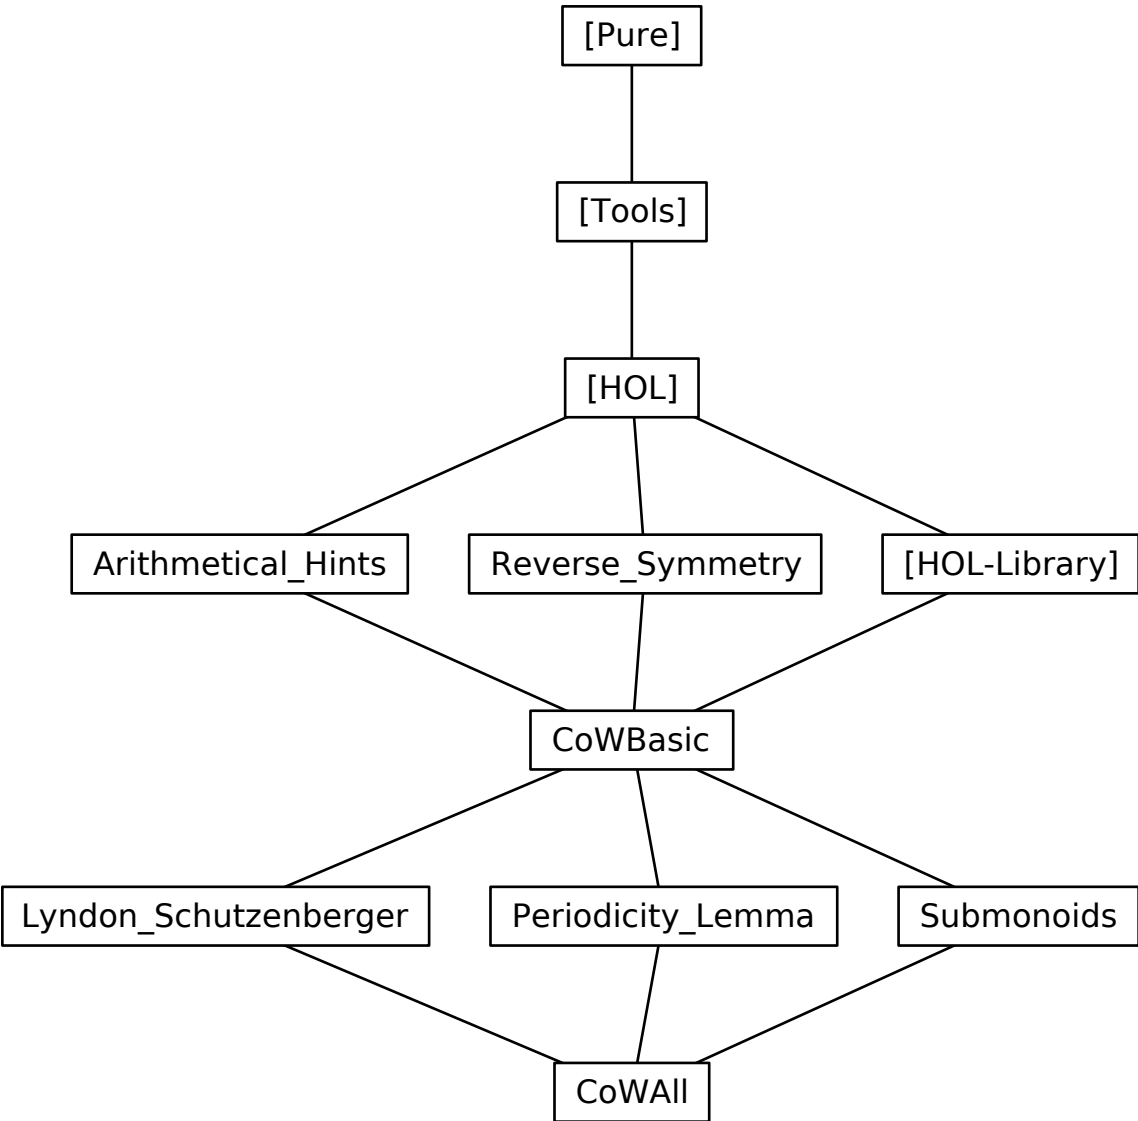 [Pure]
[Tools]
[HOL]
Arithmetical_Hints
Reverse_Symmetry
[HOL-Library]
CoWBasic
Lyndon_Schutzenberger
Periodicity_Lemma
Submonoids
CoWAll